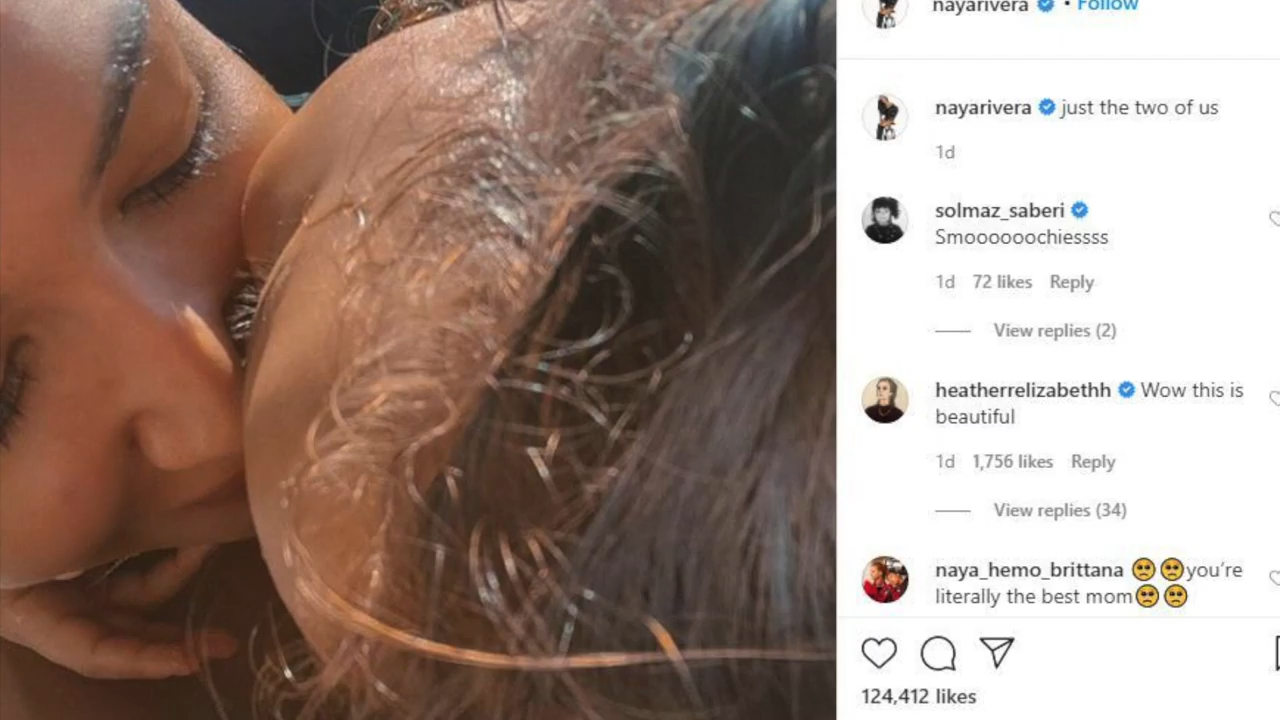 nayarivera • Follow
nayarivera just the two of us
1d
solmaz_saberi
Smoooooochiessss
1d 72 likes Reply
View replies (2)
heatherrelizabethh Wow this is
beautiful
1d 1,756 likes Reply
View replies (34)
naya_hemo_brittana 🥺🥺you're
literally the best mom🥺🥺
124,412 likes